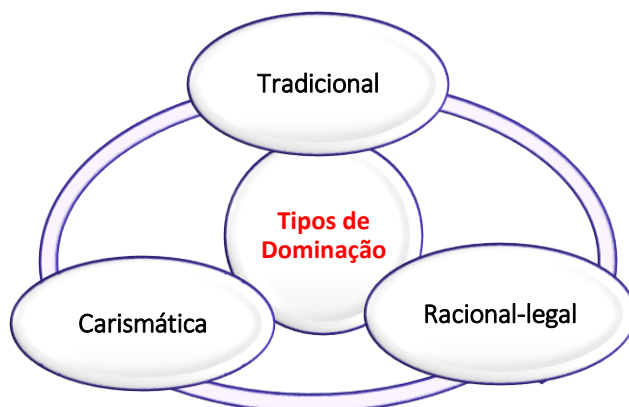 Tradicional
Tipos de
Dominação
Carismática
Racional-legal